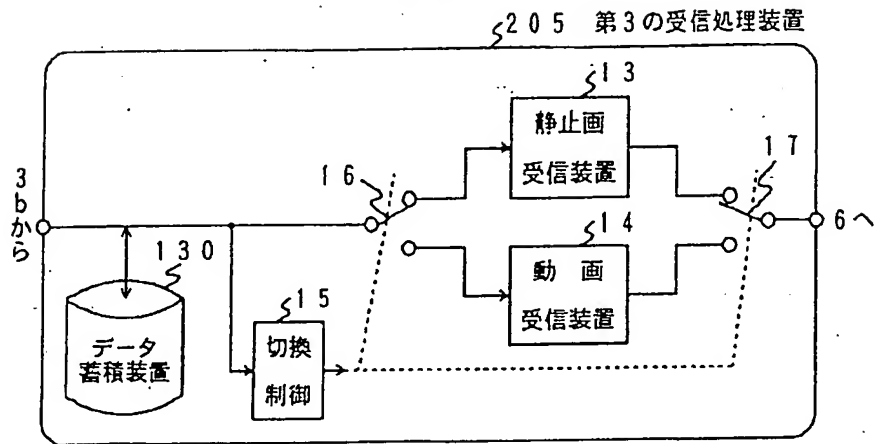 205 第3の受信処理装置
13
静止画
受信装置
17
16
3bから
6へ
14
動 画
受信装置
130
データ
蓄積装置
15
切換
制御